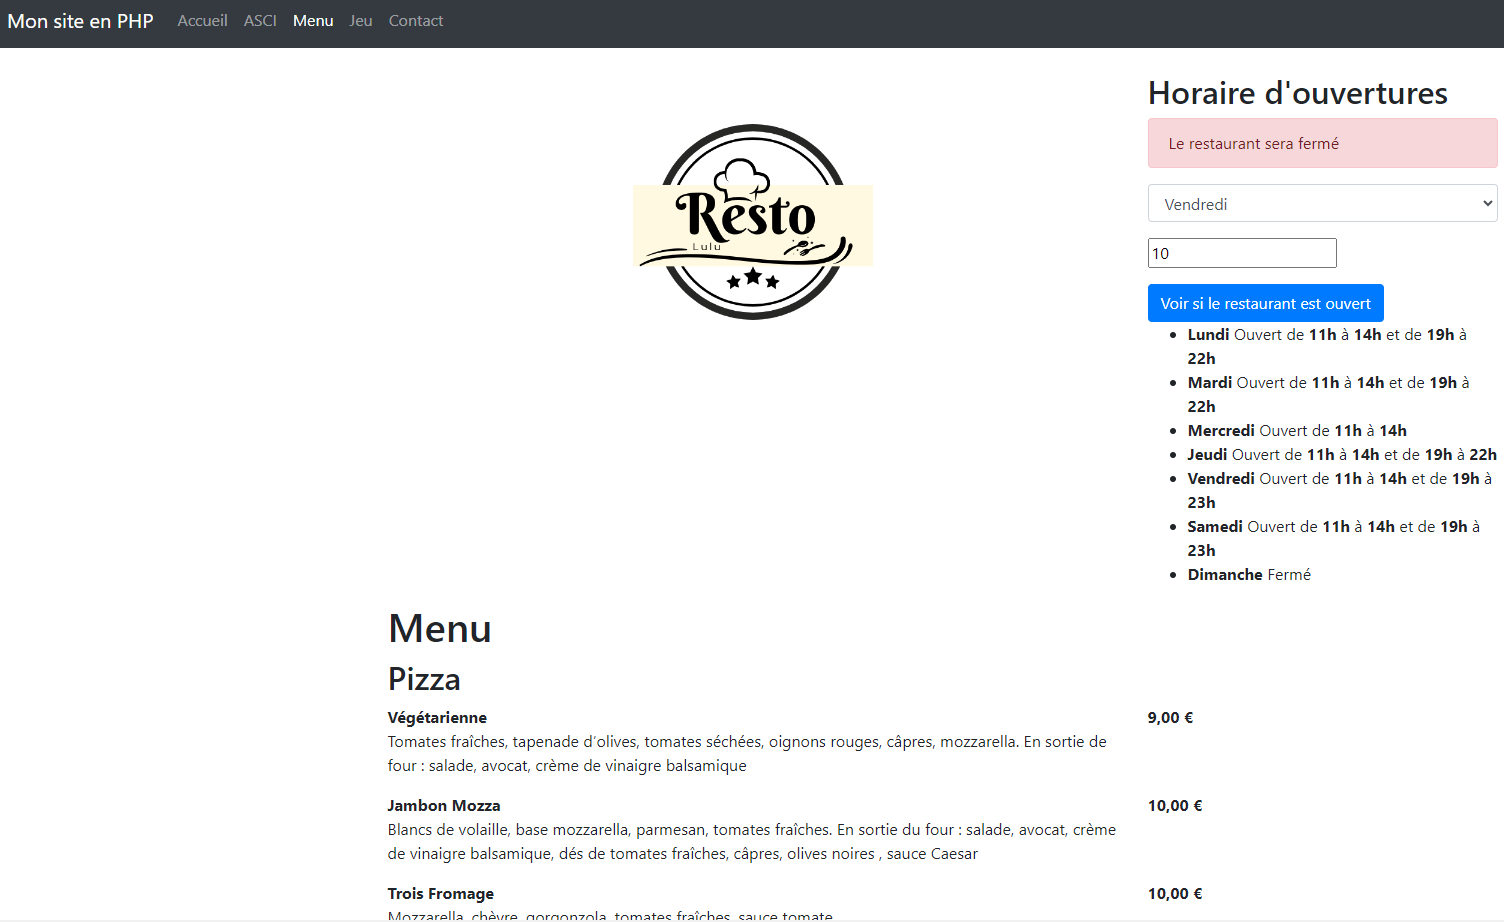 Mon site en PHP Accueil ASCI Menu Jeu Contact
Resto
Lulu
Horaire d'ouvertures
Le restaurant sera fermé
Vendredi
10
Voir si le restaurant est ouvert
Lundi Ouvert de 11h à 14h et de 19h à
22h
Mardi Ouvert de 11h à 14h et de 19h à
22h
Mercredi Ouvert de 11h à 14h
Jeudi Ouvert de 11h à 14h et de 19h à 22h
Vendredi Ouvert de 11h à 14h et de 19h à
23h
Samedi Ouvert de 11h à 14h et de 19h à
23h
Dimanche Fermé
Menu
Pizza
Végétarienne 9,00 €
Tomates fraîches, tapenade d’olives, tomates séchées, oignons rouges, câpres, mozzarella. En sortie de
four : salade, avocat, crème de vinaigre balsamique
Jambon Mozza 10,00 €
Blancs de volaille, base mozzarella, parmesan, tomates fraîches. En sortie du four : salade, avocat, crème
de vinaigre balsamique, dés de tomates fraîches, câpres, olives noires , sauce Caesar
Trois Fromage 10,00 €
Mozzarella, chèvre, gorgonzola, tomates fraîches, sauce tomate